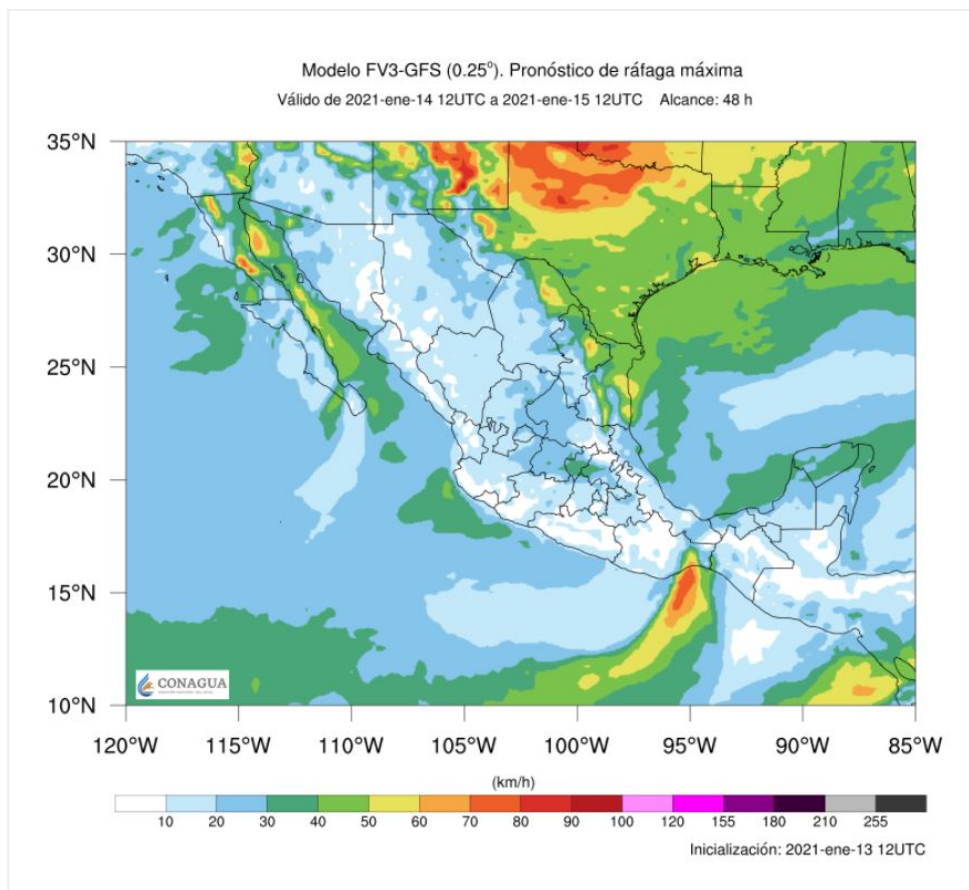 Modelo FV3-GFS (0.25°). Pronóstico de ráfaga máxima
Válido de 2021-ene-14 12UTC a 2021-ene-15 12UTC Alcance: 48 h
35°N
30°N
25°N
20°N
15°N
10°N
CONAGUA
120°W 115°W 110°W 105°W 100°W 95°W 90°W 85°W
(km/h)
10 20 30 40 50 60 70 80 90 100 120 155 180 210 255
Inicialización: 2021-ene-13 12UTC